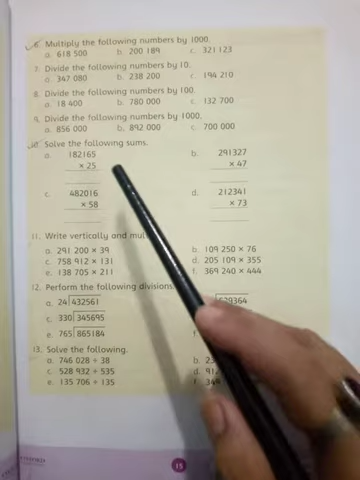 6. Multiply the following numbers by 1000.
a. 618 500 b. 200 189 c. 321 123
7. Divide the following numbers by 10.
a. 347 080 b. 238 200 c. 194 210
8. Divide the following numbers by 100.
a. 18 400 b. 780 000 c. 132 700
9. Divide the following numbers by 1000.
a. 856 000 b. 892 000 c. 700 000
10. Solve the following sums.
a. 182165 b. 291327
× 25 × 47
c. 482016 d. 212341
× 58 × 73
11. Write vertically and
a. 291 200 × 39 b. 109 250 × 76
c. 758 912 × 131 d. 205 109 × 355
e. 138 705 × 211 f. 369 240 × 444
12. Perform the following divisions
a. 24 432561
c. 330 345695
e. 765 865184
13. Solve the following.
a. 746 028 ÷ 38 b.
c. 528 932 ÷ 535 d.
e. 135 706 ÷ 135
15